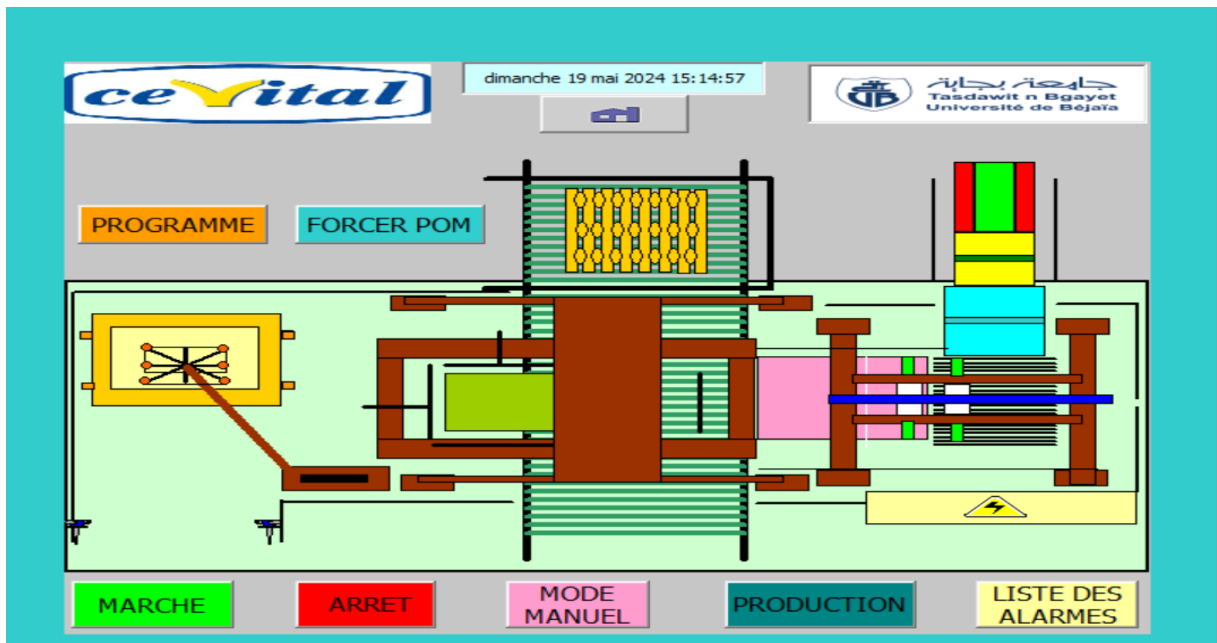 ceVital
dimanche 19 mai 2024 15:14:57
جامعة بجاية
Tasdawit n Bgayet
Université de Béjaïa
PROGRAMME
FORCER POM
MARCHE
ARRET
MODE
MANUEL
PRODUCTION
LISTE DES
ALARMES